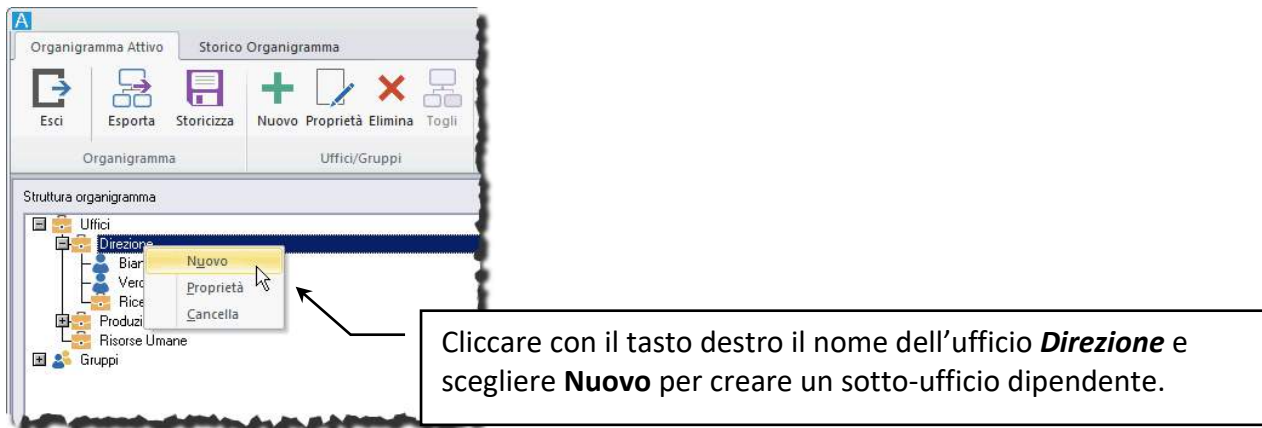 A
Organigramma Attivo Storico Organigramma
Esci Esporta Storicizza Nuovo Proprietà Elimina Togli
Organigramma Uffici/Gruppi
Struttura organigramma
Uffici
Direzione
Nuovo
Proprietà
Cancella
Risorse Umane
Gruppi
Cliccare con il tasto destro il nome dell’ufficio Direzione e
scegliere Nuovo per creare un sotto-ufficio dipendente.